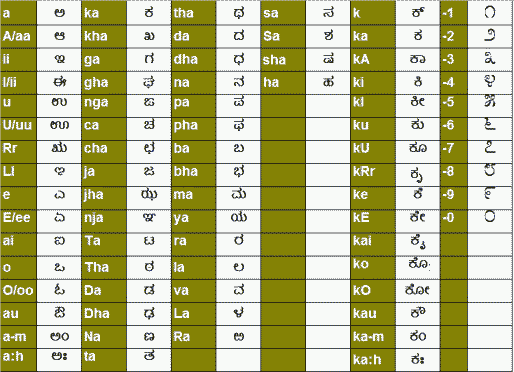 a ಅ ka ಕ tha ಥ sa ಸ k ಕ್ -1 ೧
A/aa ಆ kha ಖ da ದ Sa ಶ ka ಕ -2 ೨
ii ಇ ga ಗ dha ಧ sha ಷ kA ಕಾ -3 ೩
I/ii ಈ gha ಘ na ನ ha ಹ ki ಕಿ -4 ೪
u ಉ nga ಙ pa ಪ kI ಕೀ -5 ೫
U/uu ಊ ca ಚ pha ಫ ku ಕು -6 ೬
Rr ಋ cha ಛ ba ಬ kU ಕೂ -7 ೭
LI ja ಜ bha ಭ kRr ಕೃ -8 ೮
e ಎ jha ಝ ma ಮ ke ಕೆ -9 ೯
E/ee ಏ nja ಞ ya ಯ kE ಕೇ -0 ೦
ai ಐ Ta ಟ ra ರ kai ಕೈ
o ಒ Tha ಠ la ಲ ko ಕೊ
O/oo ಓ Da ಡ va ವ kO ಕೋ
au ಔ Dha ಢ La ಳ kau ಕೌ
a-m ಅಂ Na ಣ Ra ಱ ka-m ಕಂ
a:h ಅಃ ta ತ ka:h ಕಃ